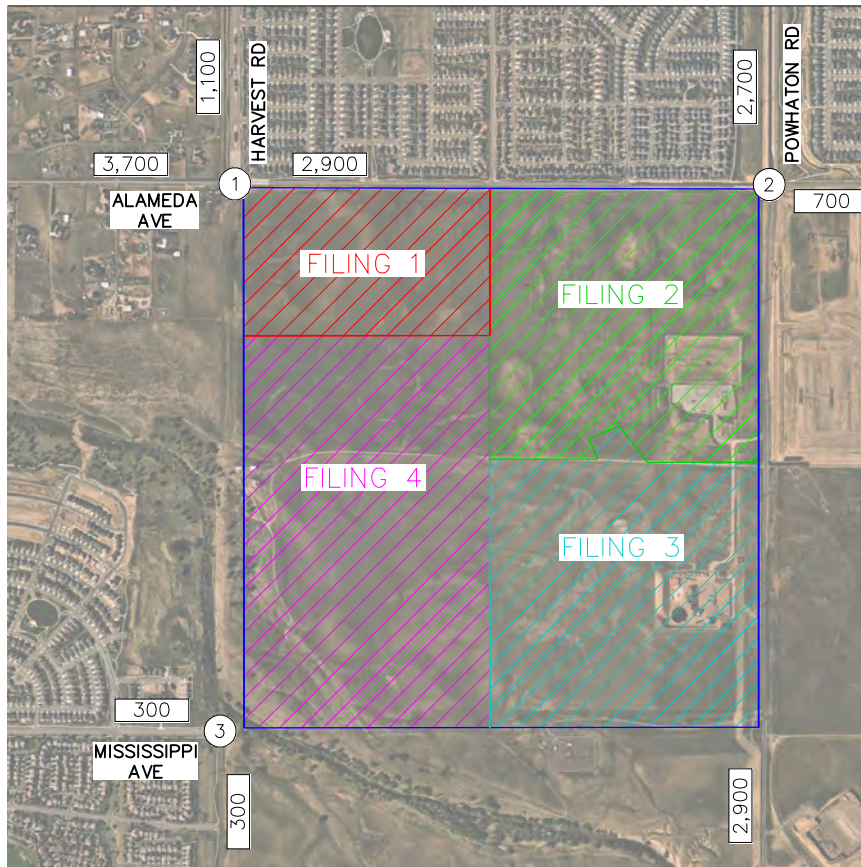 1,100
HARVEST RD
2,700
POWHATON RD
3,700
2,900
1
2
ALAMEDA
AVE
700
FILING 1
FILING 2
FILING 4
FILING 3
300
3
MISSISSIPPI
AVE
300
2,900